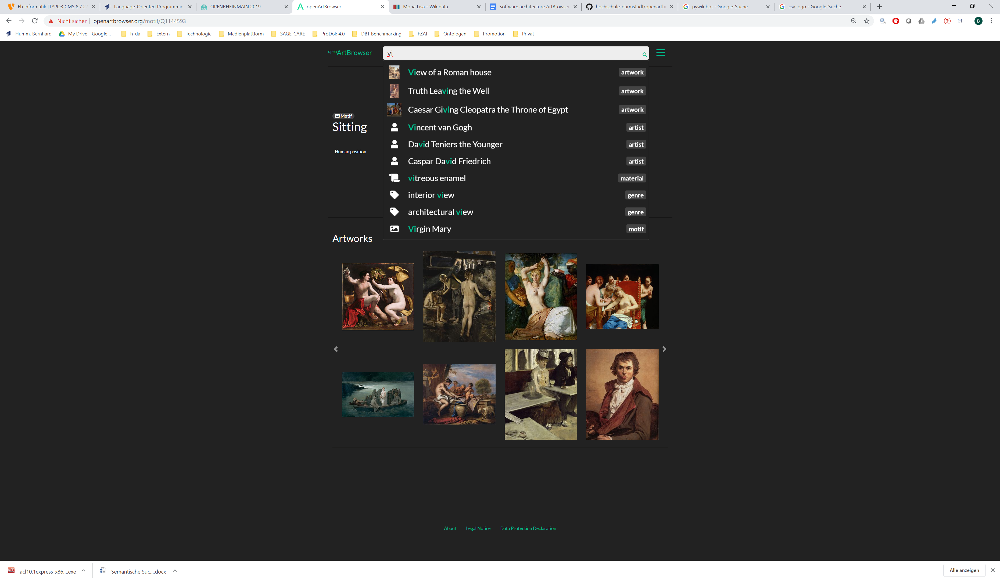 Fb Informatik [TYPO3 CMS 8.7.27
Language-Oriented Programmin
OPENRHEINMAIN 2019
openArtBrowser
Mona Lisa - Wikidata
Software architecture ArtBrowser
hochschule-darmstadt/openartb
pywikibot - Google-Suche
csv logo - Google-Suche
Nicht sicher openartbrowser.org/motif/Q1144593
H
B
Humm, Bernhard
My Drive - Google...
h_da
Extern
Technologie
Medienplattform
SAGE-CARE
ProDok 4.0
DBT Benchmarking
FZAI
Ontologen
Promotion
Privat
openArtBrowser
vi
View of a Roman house artwork
Truth Leaving the Well artwork
Caesar Giving Cleopatra the Throne of Egypt artwork
Vincent van Gogh artist
David Teniers the Younger artist
Caspar David Friedrich artist
vitreous enamel material
interior view genre
architectural view genre
Virgin Mary motif
Motif
Sitting
Human position
Artworks
About Legal Notice Data Protection Declaration
ACL
acl10.1express-x86....exe
Semantische Suc....docx
Alle anzeigen